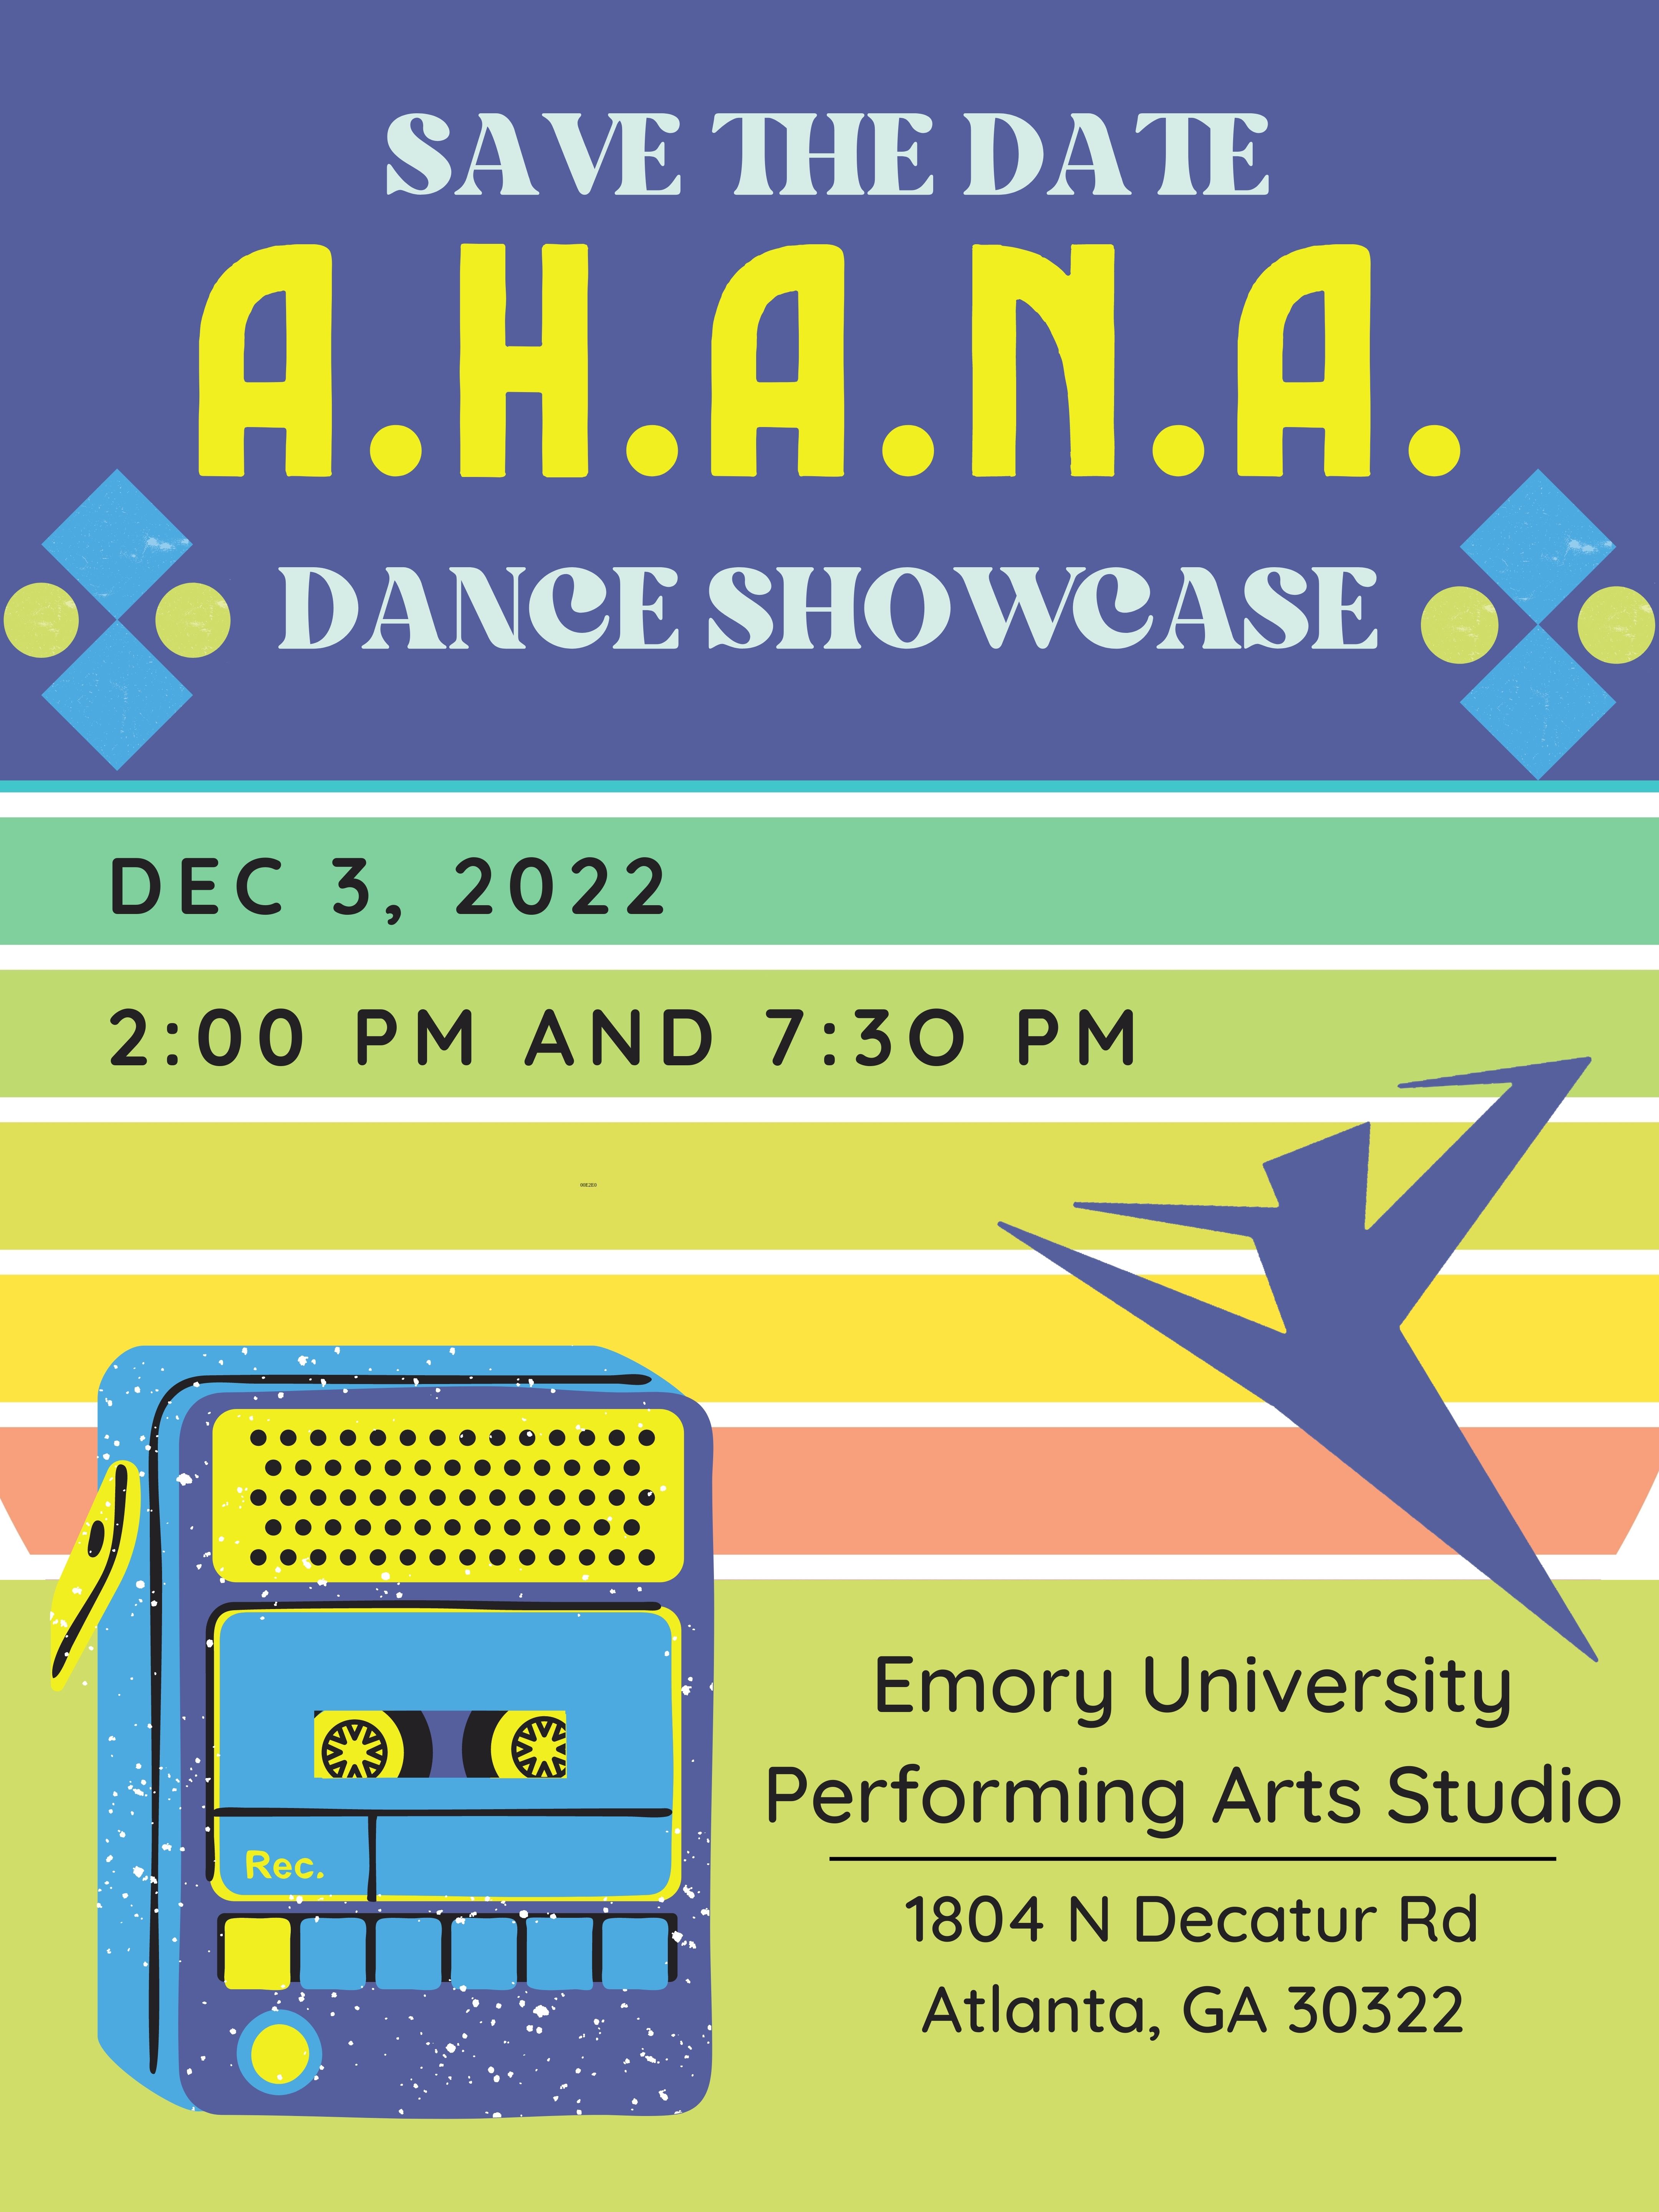 SAVE THE DATE
A.H.A.N.A.
DANCE SHOWCASE
DEC 3, 2022
2:00 PM AND 7:30 PM
Rec.
Emory University
Performing Arts Studio
1804 N Decatur Rd
Atlanta, GA 30322